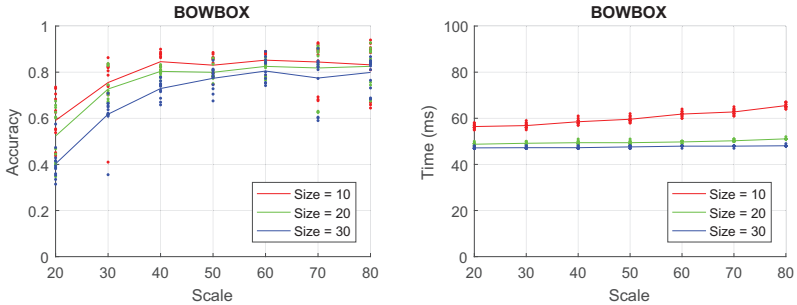 BOWBOX
1
0.8
0.6
0.4
0.2
0
Accuracy
20 30 40 50 60 70 80
Scale
Size = 10
Size = 20
Size = 30
BOWBOX
100
80
60
40
20
0
Time (ms)
20 30 40 50 60 70 80
Scale
Size = 10
Size = 20
Size = 30